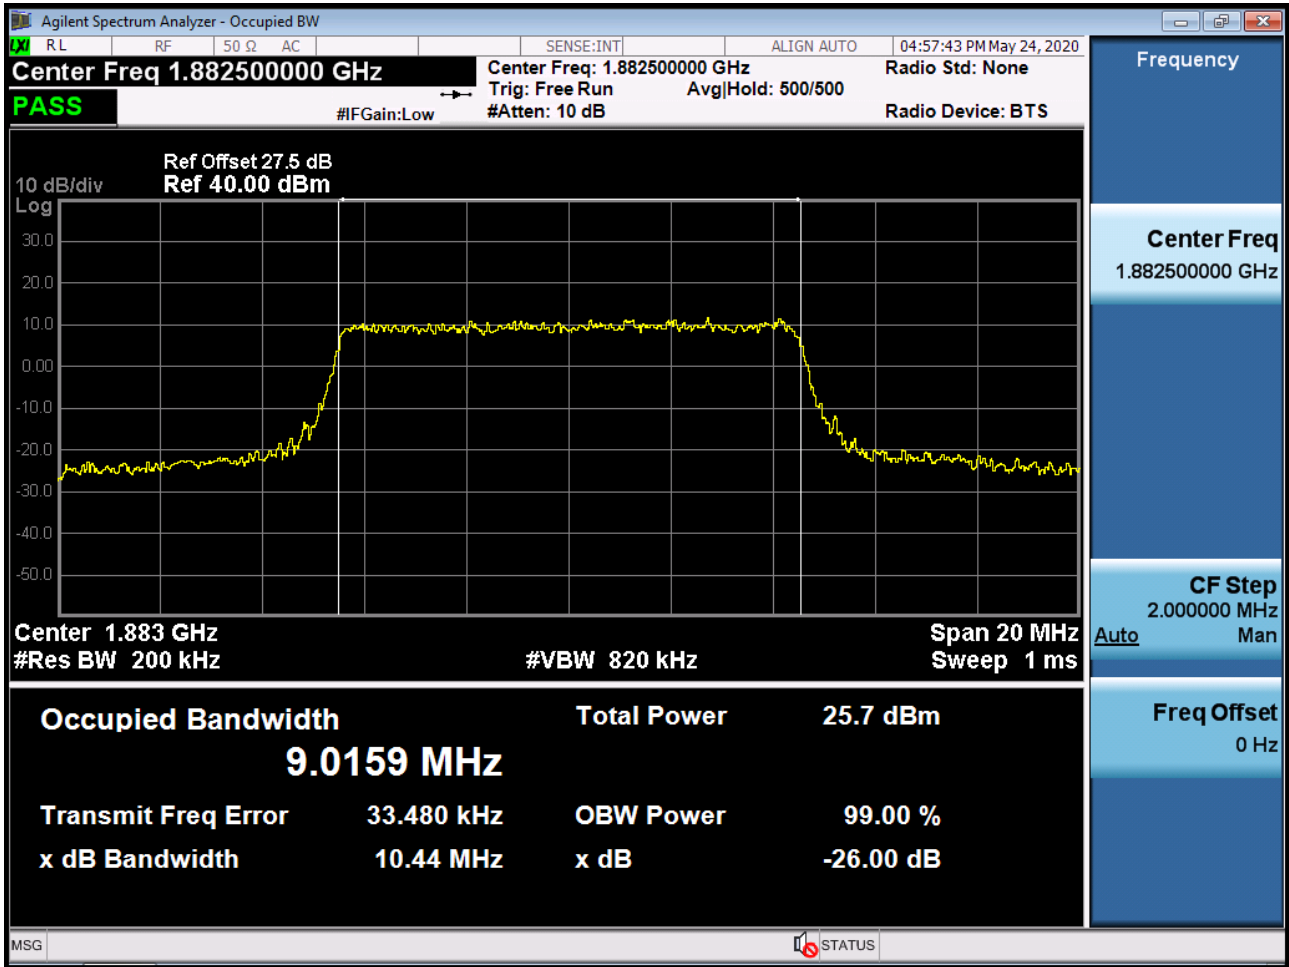 Agilent Spectrum Analyzer - Occupied BW
LXI RL RF 50 Ω AC SENSE:INT ALIGN AUTO 04:57:43 PM May 24, 2020
Center Freq 1.882500000 GHz
PASS
#IFGain:Low
Center Freq: 1.882500000 GHz
Trig: Free Run Avg|Hold: 500/500
#Atten: 10 dB
Radio Std: None
Radio Device: BTS
Ref Offset 27.5 dB
10 dB/div Ref 40.00 dBm
Log
30.0
20.0
10.0
0.00
-10.0
-20.0
-30.0
-40.0
-50.0
Center 1.883 GHz Span 20 MHz
#Res BW 200 kHz #VBW 820 kHz Sweep 1 ms
Occupied Bandwidth Total Power 25.7 dBm
9.0159 MHz
Transmit Freq Error 33.480 kHz OBW Power 99.00 %
x dB Bandwidth 10.44 MHz x dB -26.00 dB
Frequency
Center Freq
1.882500000 GHz
CF Step
2.000000 MHz
Auto Man
Freq Offset
0 Hz
MSG STATUS